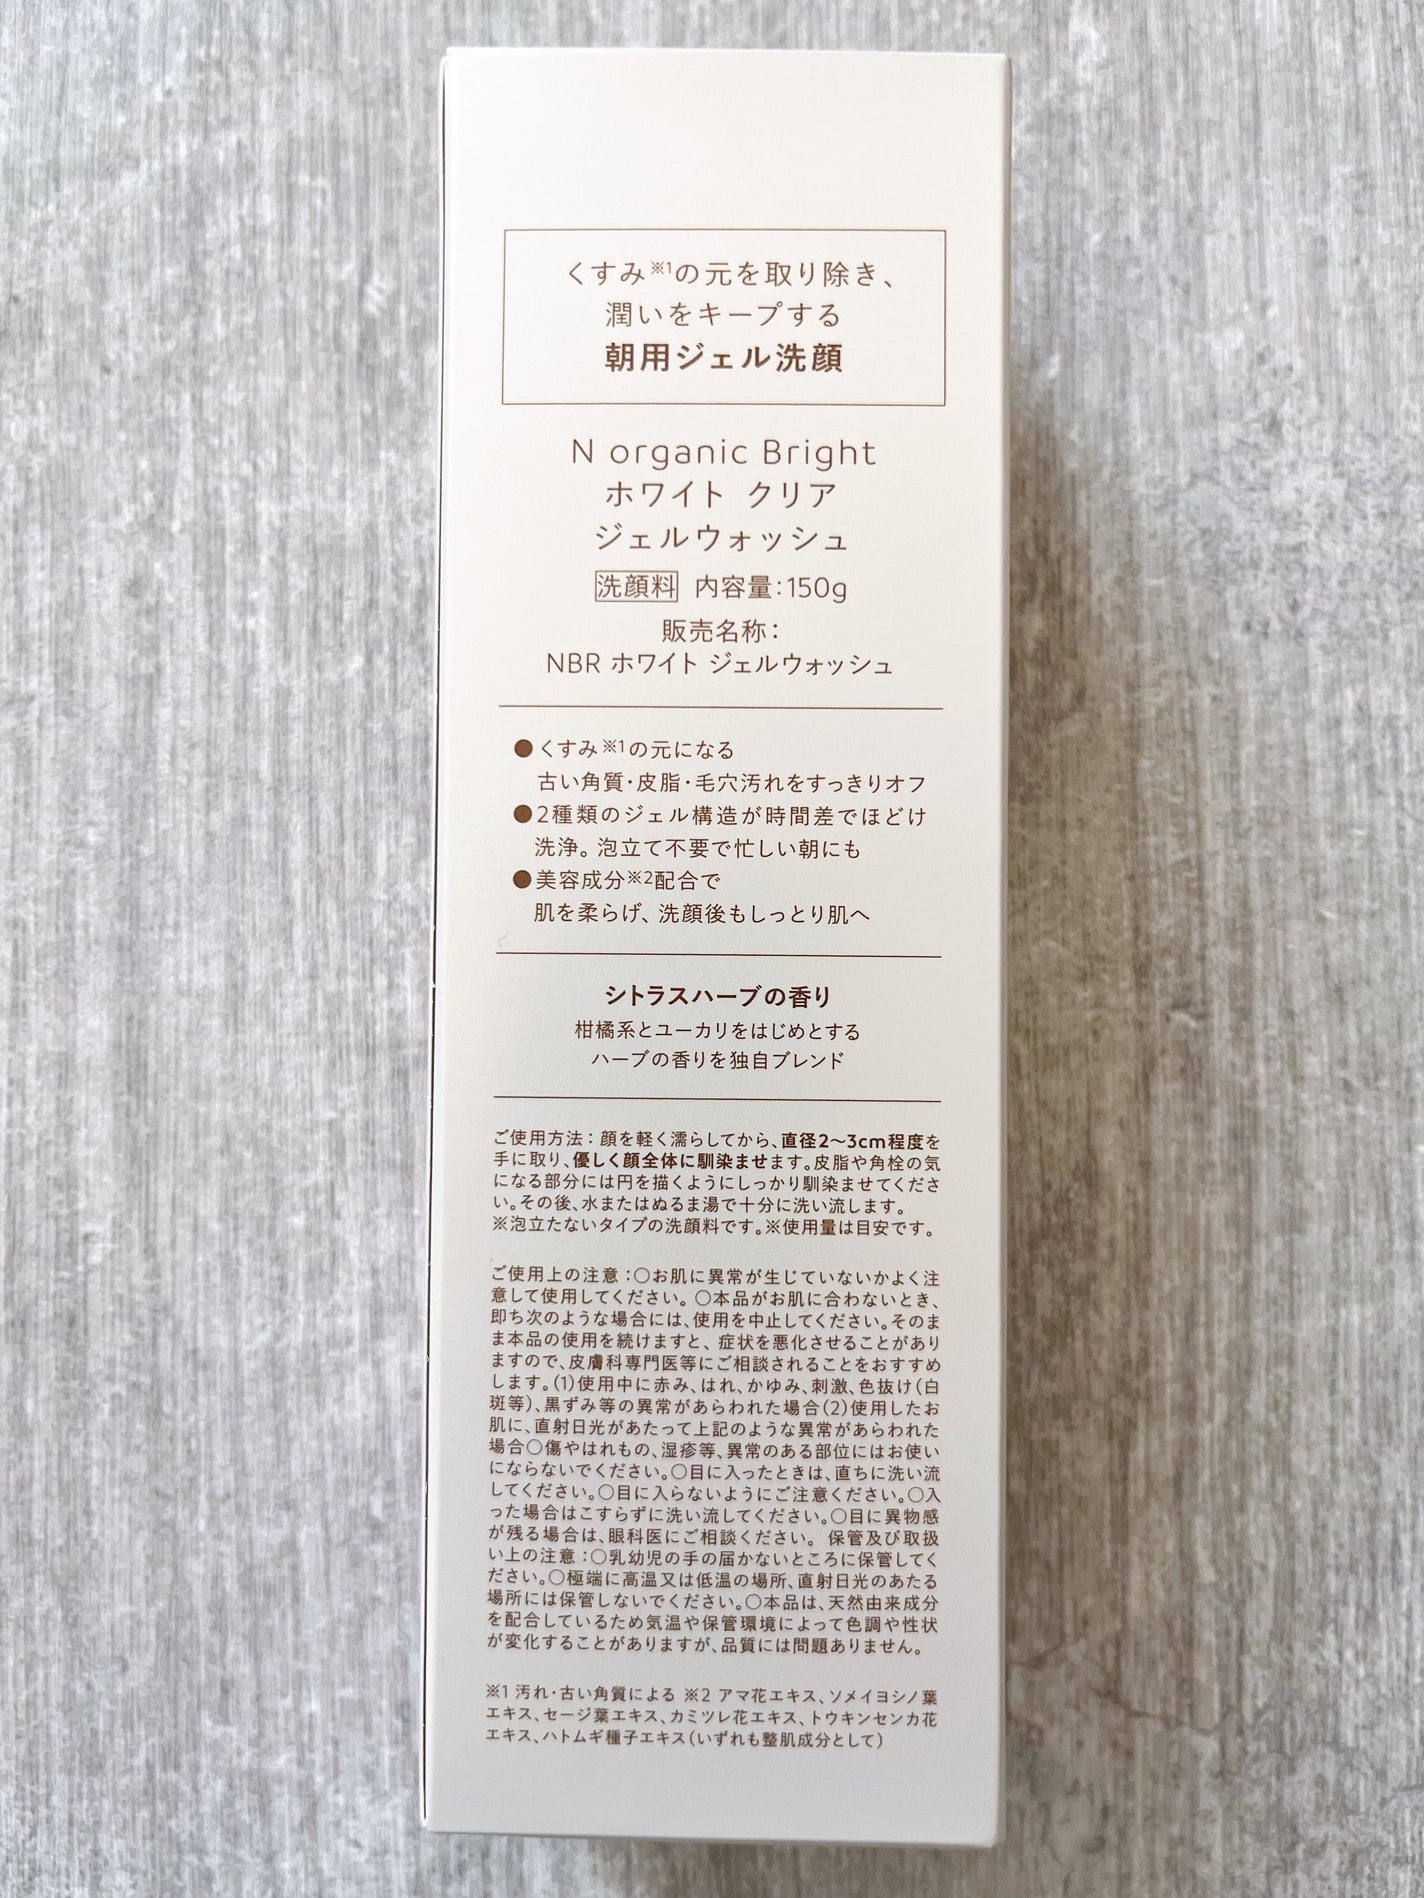 くすみ※1の元を取り除き、
潤いをキープする
朝用ジェル洗顔
N organic Bright
ホワイト クリア
ジェルウォッシュ
洗顔料 内容量：150g
販売名称：
NBR ホワイト ジェルウォッシュ
●くすみ※1の元になる
古い角質・皮脂・毛穴汚れをすっきりオフ
●2種類のジェル構造が時間差でほどけ
洗浄。泡立て不要で忙しい朝にも
●美容成分※2配合で
肌を柔らげ、洗顔後もしっとり肌へ
シトラスハーブの香り
柑橘系とユーカリをはじめとする
ハーブの香りを独自ブレンド
ご使用方法：顔を軽く濡らしてから、直径2〜3cm程度を
手に取り、優しく顔全体に馴染ませます。皮脂や角栓の気
になる部分には円を描くようにしっかり馴染ませてくださ
い。その後、水またはぬるま湯で十分に洗い流します。
※泡立たないタイプの洗顔料です。※使用量は目安です。
ご使用上の注意：○お肌に異常が生じていないかよく注
意して使用してください。○本品がお肌に合わないとき、
即ち次のような場合には、使用を中止してください。そのま
ま本品の使用を続けますと、症状を悪化させることがあり
ますので、皮膚科専門医等にご相談されることをおすすめ
します。(1)使用中に赤み、はれ、かゆみ、刺激、色抜け(白
斑等)、黒ずみ等の異常があらわれた場合(2)使用したお
肌に、直射日光があたって上記のような異常があらわれた
場合○傷やはれもの、湿疹等、異常のある部位にはお使い
にならないでください。○目に入ったときは、直ちに洗い流
してください。○目に入らないようにご注意ください。○入
った場合はこすらずに洗い流してください。○目に異物感
が残る場合は、眼科医にご相談ください。 保管及び取扱
い上の注意：○乳幼児の手の届かないところに保管してく
ださい。○極端に高温又は低温の場所、直射日光のあたる
場所には保管しないでください。○本品は、天然由来成分
を配合しているため気温や保管環境によって色調や性状
が変化することがありますが、品質には問題ありません。
※1 汚れ・古い角質による ※2 アマ花エキス、ソメイヨシノ葉
エキス、セージ葉エキス、カミツレ花エキス、トウキンセンカ花
エキス、ハトムギ種子エキス(いずれも整肌成分として)